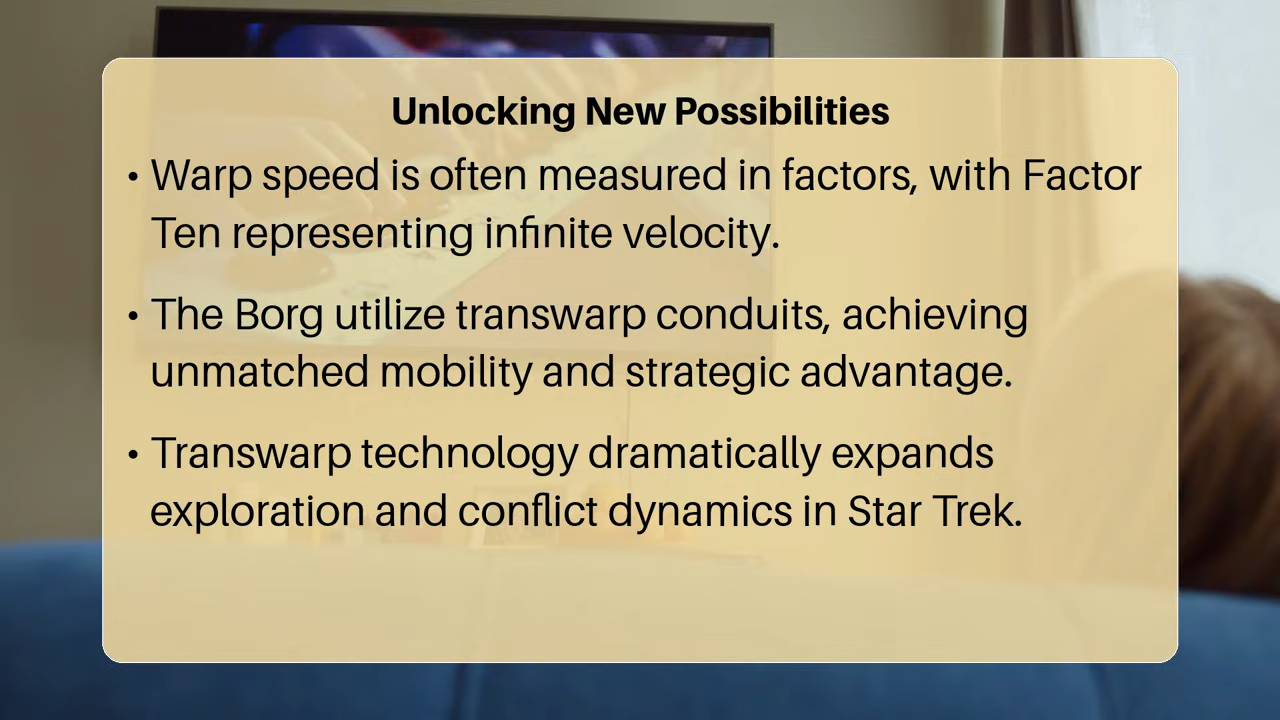 Unlocking New Possibilities
• Warp speed is often measured in factors, with Factor
Ten representing infinite velocity.
• The Borg utilize transwarp conduits, achieving
unmatched mobility and strategic advantage.
• Transwarp technology dramatically expands
exploration and conflict dynamics in Star Trek.